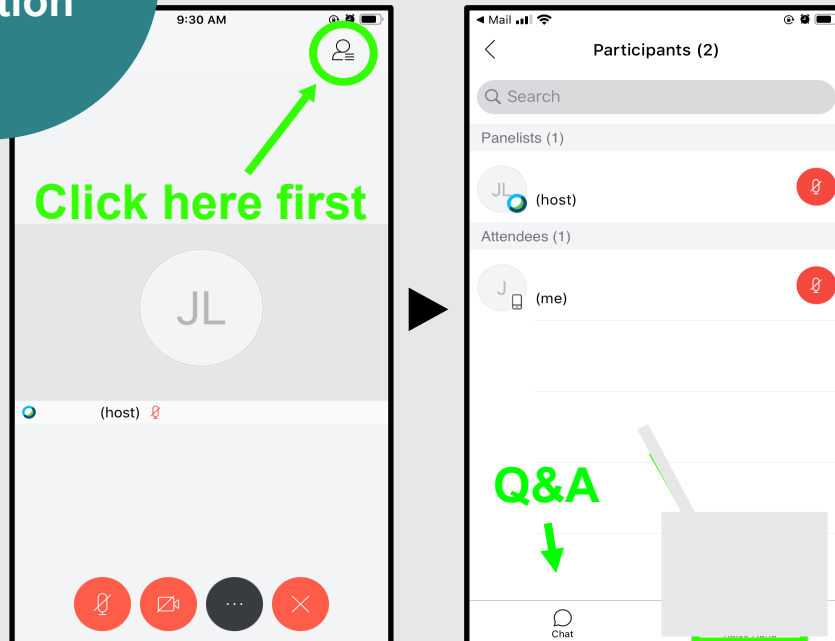 9:30 AM
Click here first
JL
(host)
Mail
Participants (2)
Search
Panelists (1)
JL
(host)
Attendees (1)
J
(me)
Q&A
Chat